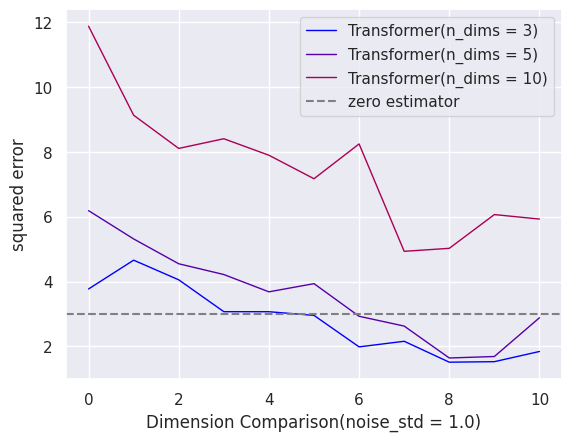 Transformer(n_dims = 3)
Transformer(n_dims = 5)
Transformer(n_dims = 10)
zero estimator
squared error
12
10
8
6
4
2
0 2 4 6 8 10
Dimension Comparison(noise_std = 1.0)